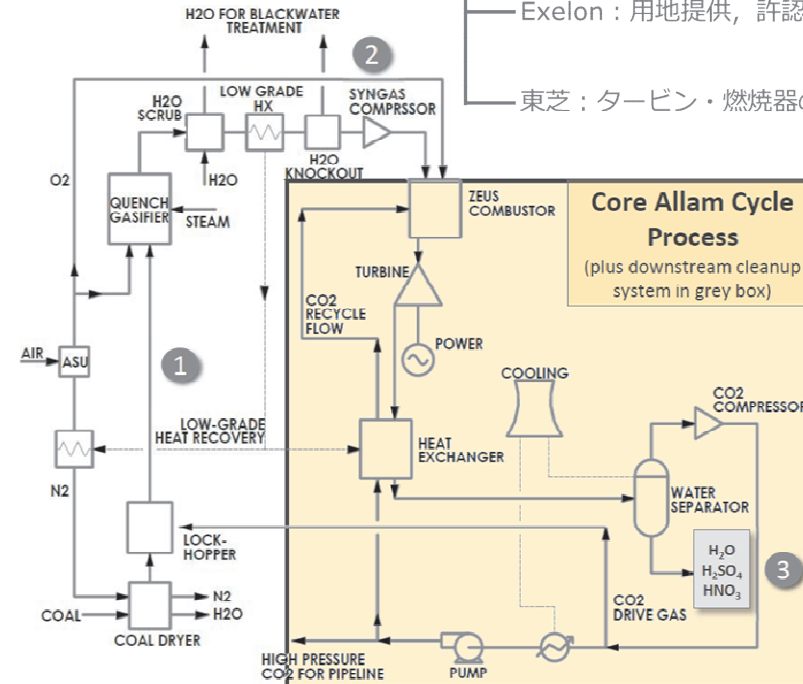 Exelon：用地提供，許認
東芝：タービン・燃焼器の
H2O FOR BLACKWATER
TREATMENT
2
LOW GRADE
HX
SYNGAS
COMPRSSOR
H2O
SCRUB
H2O
KNOCKOUT
H2O
O2
QUENCH
GASIFIER
STEAM
ZEUS
COMBUSTOR
Core Allam Cycle
Process
(plus downstream cleanup
system in grey box)
TURBINE
CO2
RECYCLE
FLOW
POWER
AIR
ASU
1
COOLING
CO2
COMPRESSOR
LOW-GRADE
HEAT RECOVERY
HEAT
EXCHANGER
N2
WATER
SEPARATOR
LOCK-
HOPPER
H₂O
H₂SO₄
HNO₃
3
N2
H2O
COAL
COAL DRYER
CO2
DRIVE GAS
HIGH PRESSURE
CO2 FOR PIPELINE
PUMP